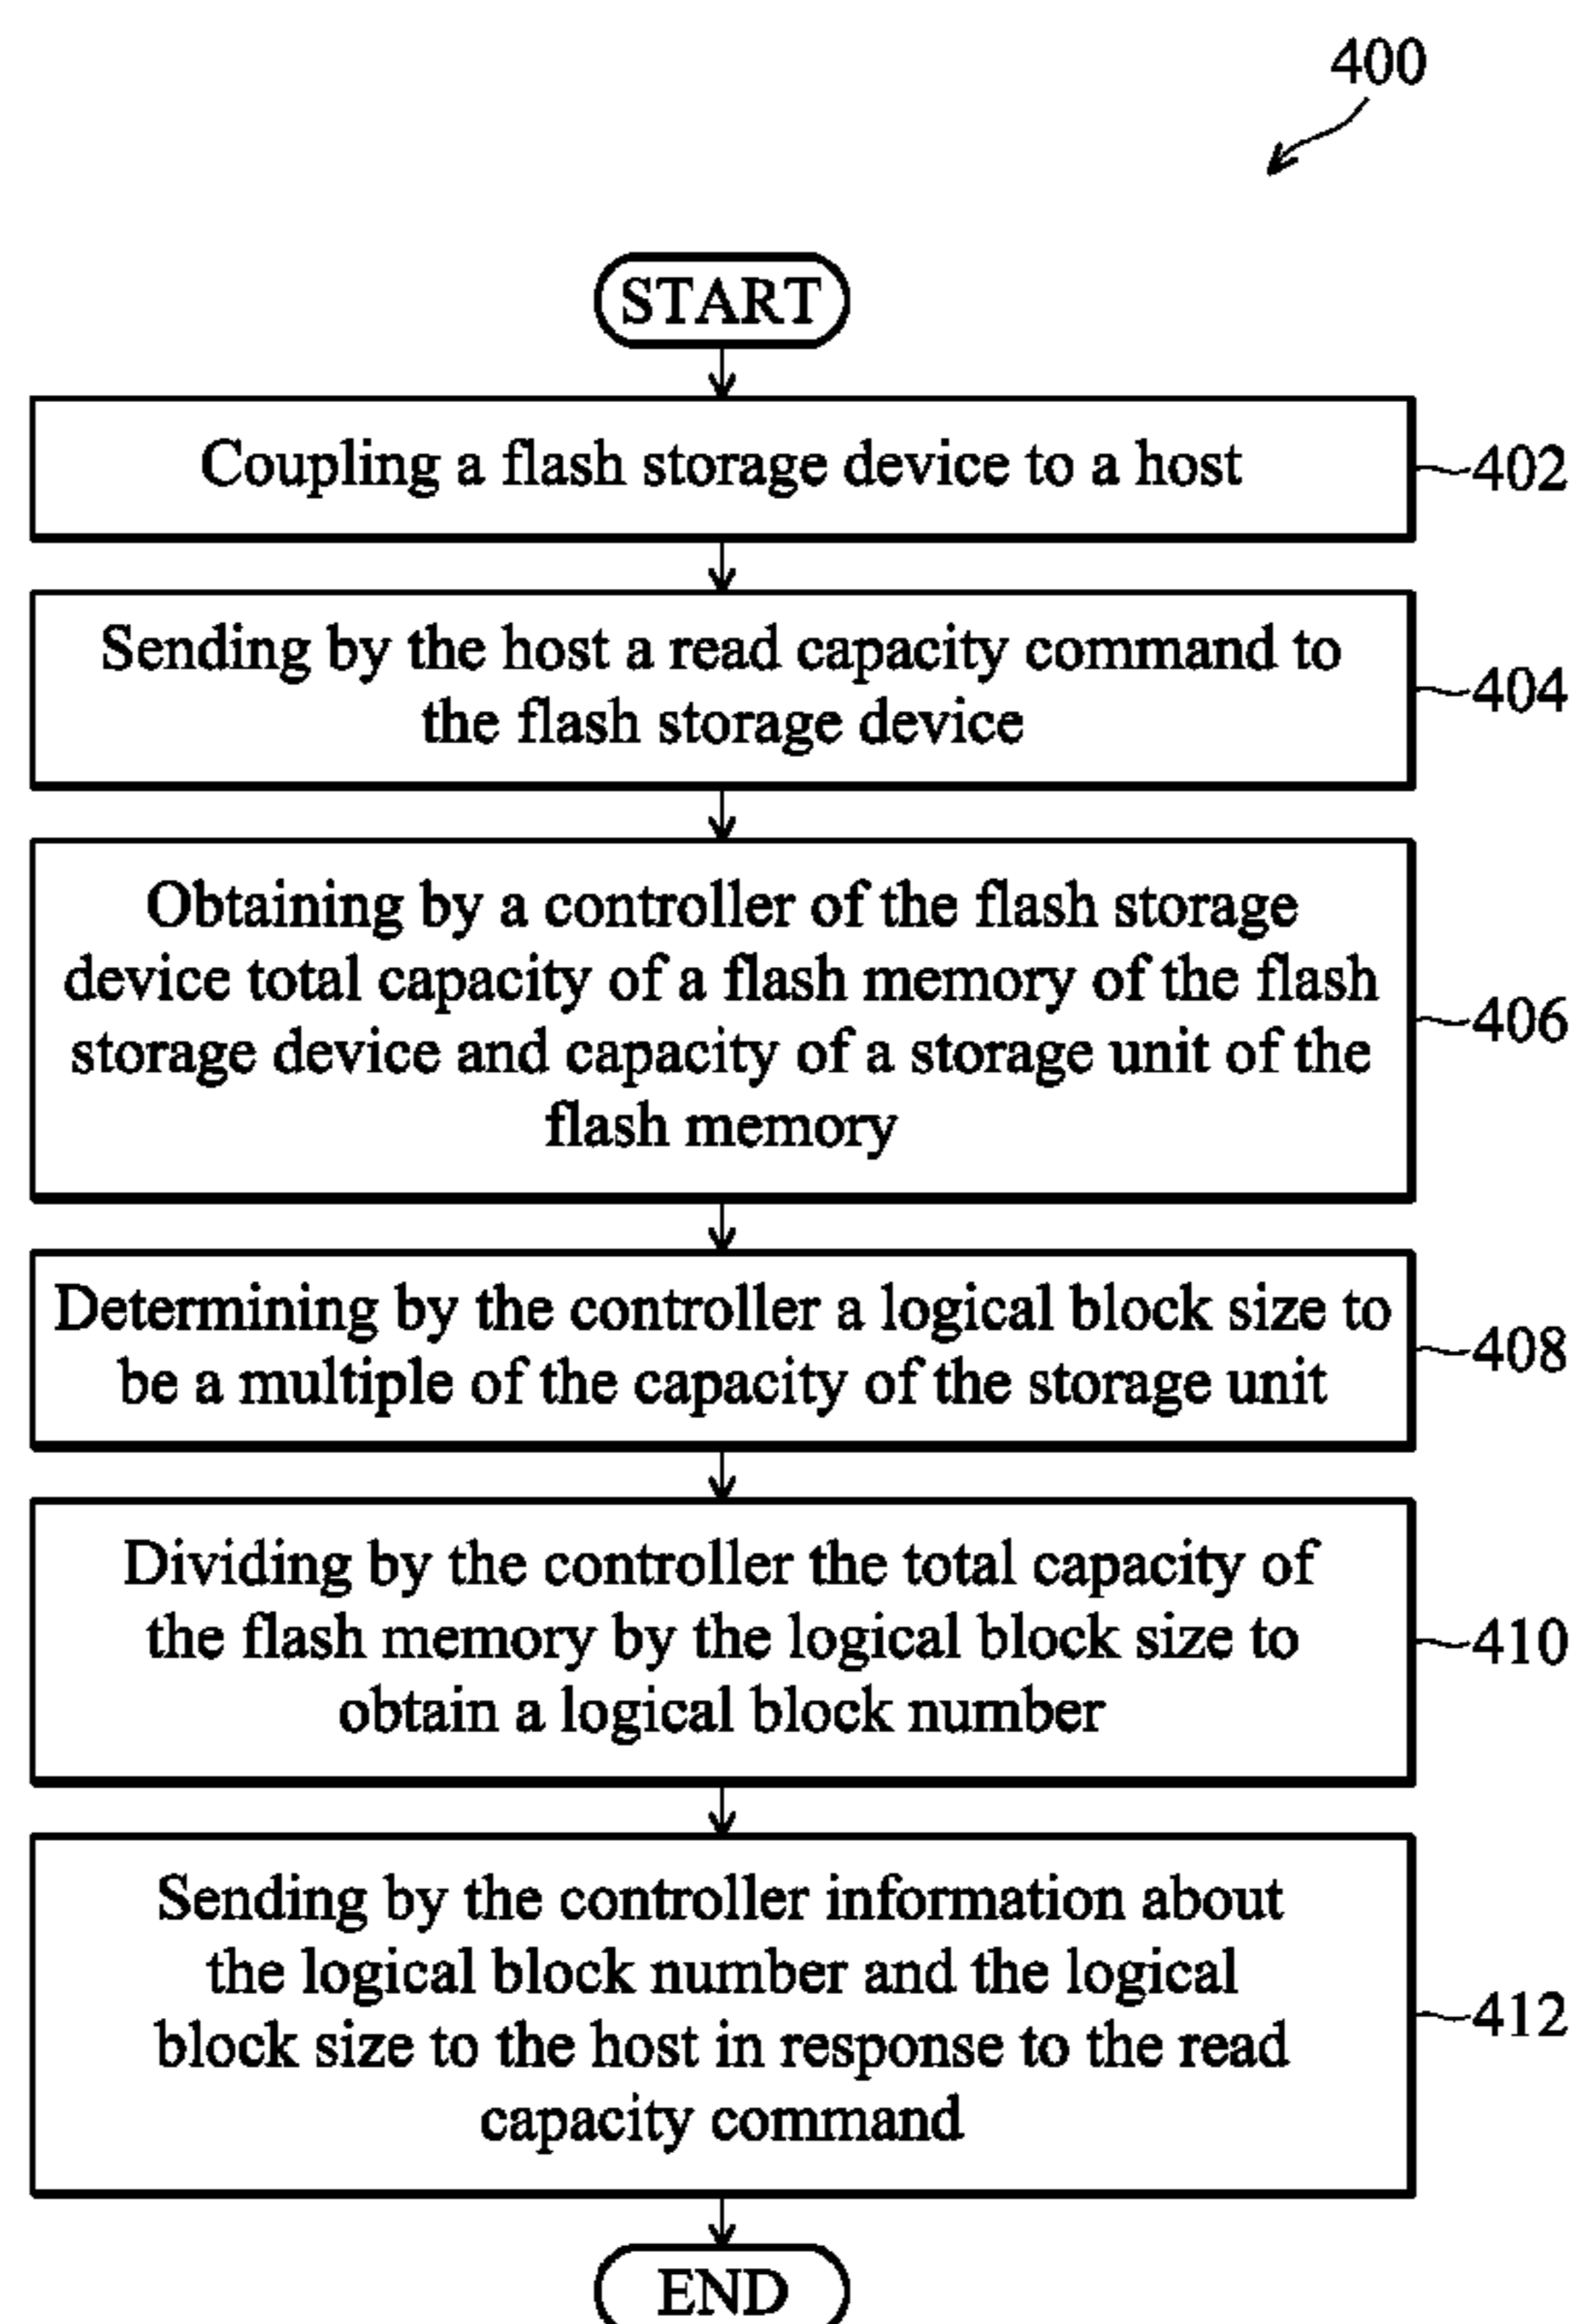 400
START
Coupling a flash storage device to a host
402
Sending by the host a read capacity command to
the flash storage device
404
Obtaining by a controller of the flash storage
device total capacity of a flash memory of the flash
storage device and capacity of a storage unit of the
flash memory
406
Determining by the controller a logical block size to
be a multiple of the capacity of the storage unit
408
Dividing by the controller the total capacity of
the flash memory by the logical block size to
obtain a logical block number
410
Sending by the controller information about
the logical block number and the logical
block size to the host in response to the read
capacity command
412
END